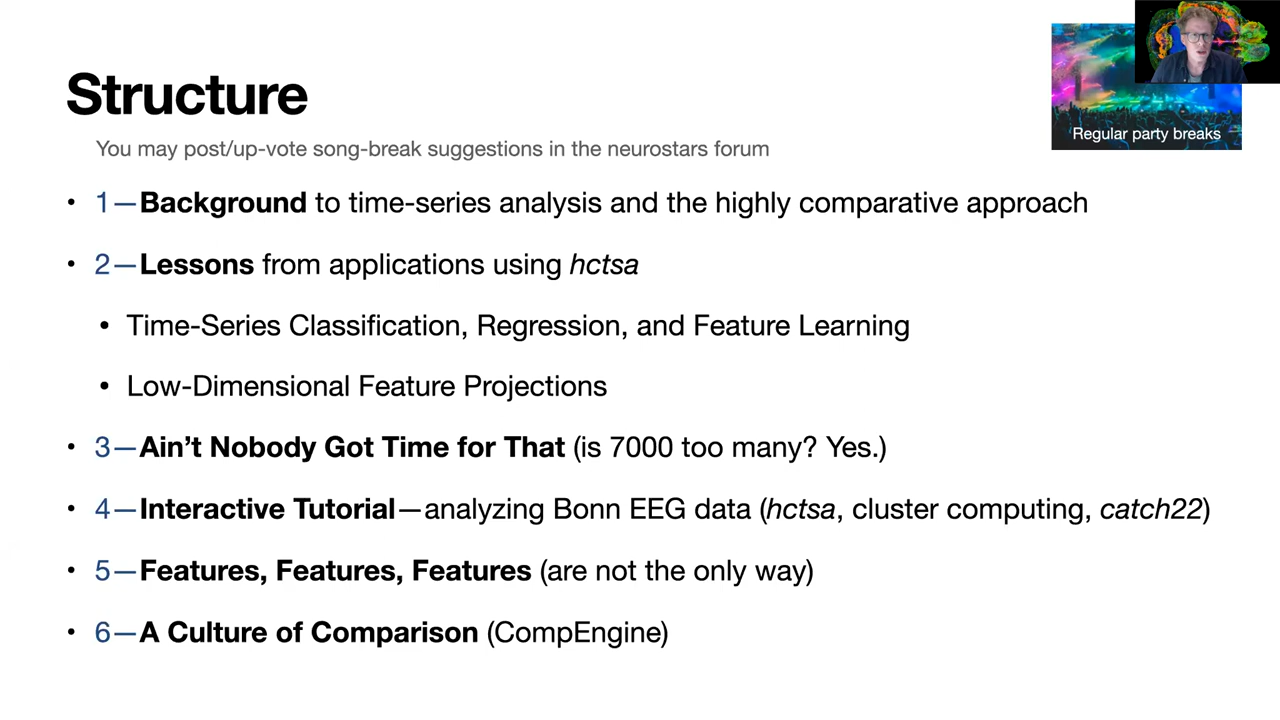 Structure
Regular party breaks
You may post/up-vote song-break suggestions in the neurostars forum
• 1—Background to time-series analysis and the highly comparative approach
• 2—Lessons from applications using hctsa
• Time-Series Classification, Regression, and Feature Learning
• Low-Dimensional Feature Projections
• 3—Ain’t Nobody Got Time for That (is 7000 too many? Yes.)
• 4—Interactive Tutorial—analyzing Bonn EEG data (hctsa, cluster computing, catch22)
• 5—Features, Features, Features (are not the only way)
• 6—A Culture of Comparison (CompEngine)